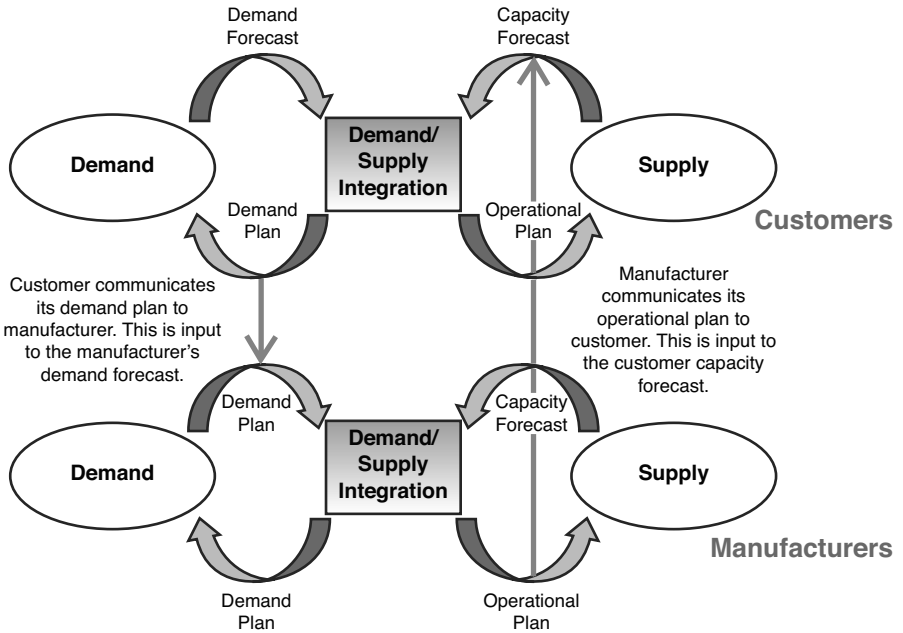 Demand
Forecast
Capacity
Forecast
Demand
Demand/
Supply
Integration
Supply
Demand
Plan
Operational
Plan
Customers
Customer communicates
its demand plan to
manufacturer. This is input
to the manufacturer's
demand forecast.
Manufacturer
communicates its
operational plan to
customer. This is input to
the customer capacity
forecast.
Demand
Plan
Capacity
Forecast
Demand
Demand/
Supply
Integration
Supply
Manufacturers
Demand
Plan
Operational
Plan